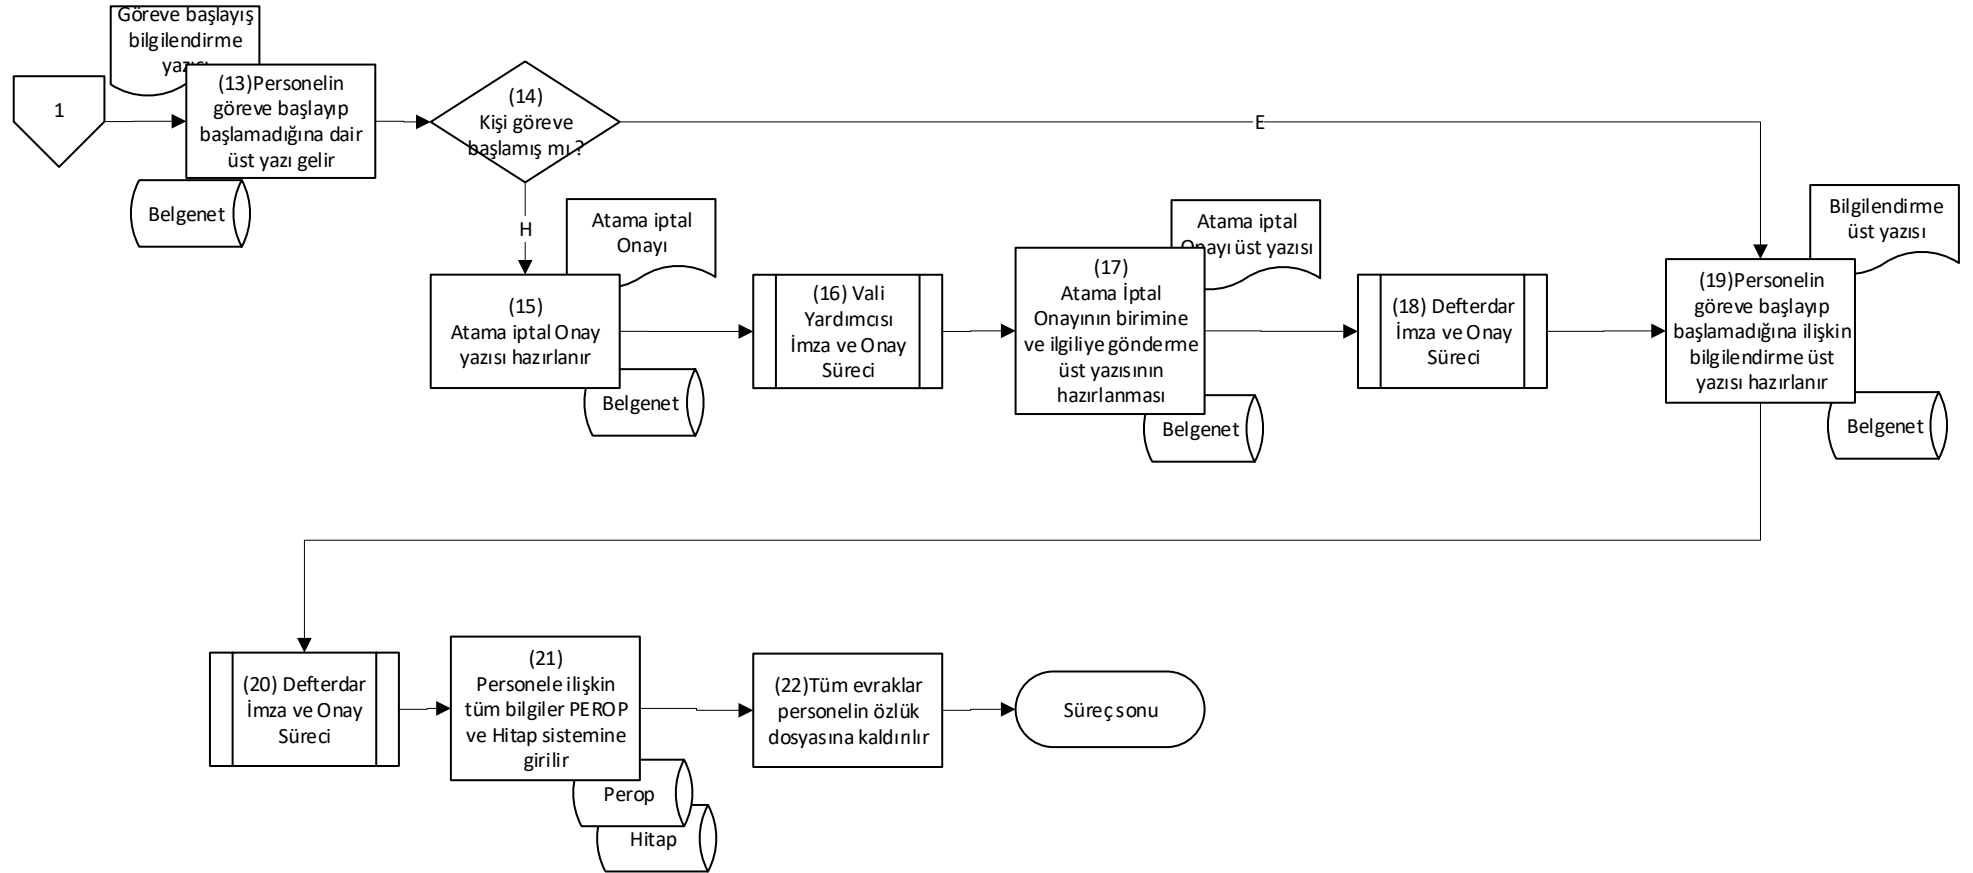 Göreve başlayış
bilgilendirme
yazısı
1
(13)Personelin
göreve başlayıp
başlamadığına dair
üst yazı gelir
Belgenet
(14)
Kişi göreve
başlamış mı ?
E
H
Atama iptal
Onayı
(15)
Atama iptal Onay
yazısı hazırlanır
Belgenet
(16) Vali
Yardımcısı
İmza ve Onay
Süreci
Atama iptal
Onayı üst yazısı
(17)
Atama İptal
Onayının birimine
ve ilgiliye gönderme
üst yazısının
hazırlanması
Belgenet
(18) Defterdar
İmza ve Onay
Süreci
Bilgilendirme
üst yazısı
(19)Personelin
göreve başlayıp
başlamadığına ilişkin
bilgilendirme üst
yazısı hazırlanır
Belgenet
(20) Defterdar
İmza ve Onay
Süreci
(21)
Personele ilişkin
tüm bilgiler PEROP
ve Hitap sistemine
girilir
Perop
Hitap
(22)Tüm evraklar
personelin özlük
dosyasına kaldırılır
Süreç sonu